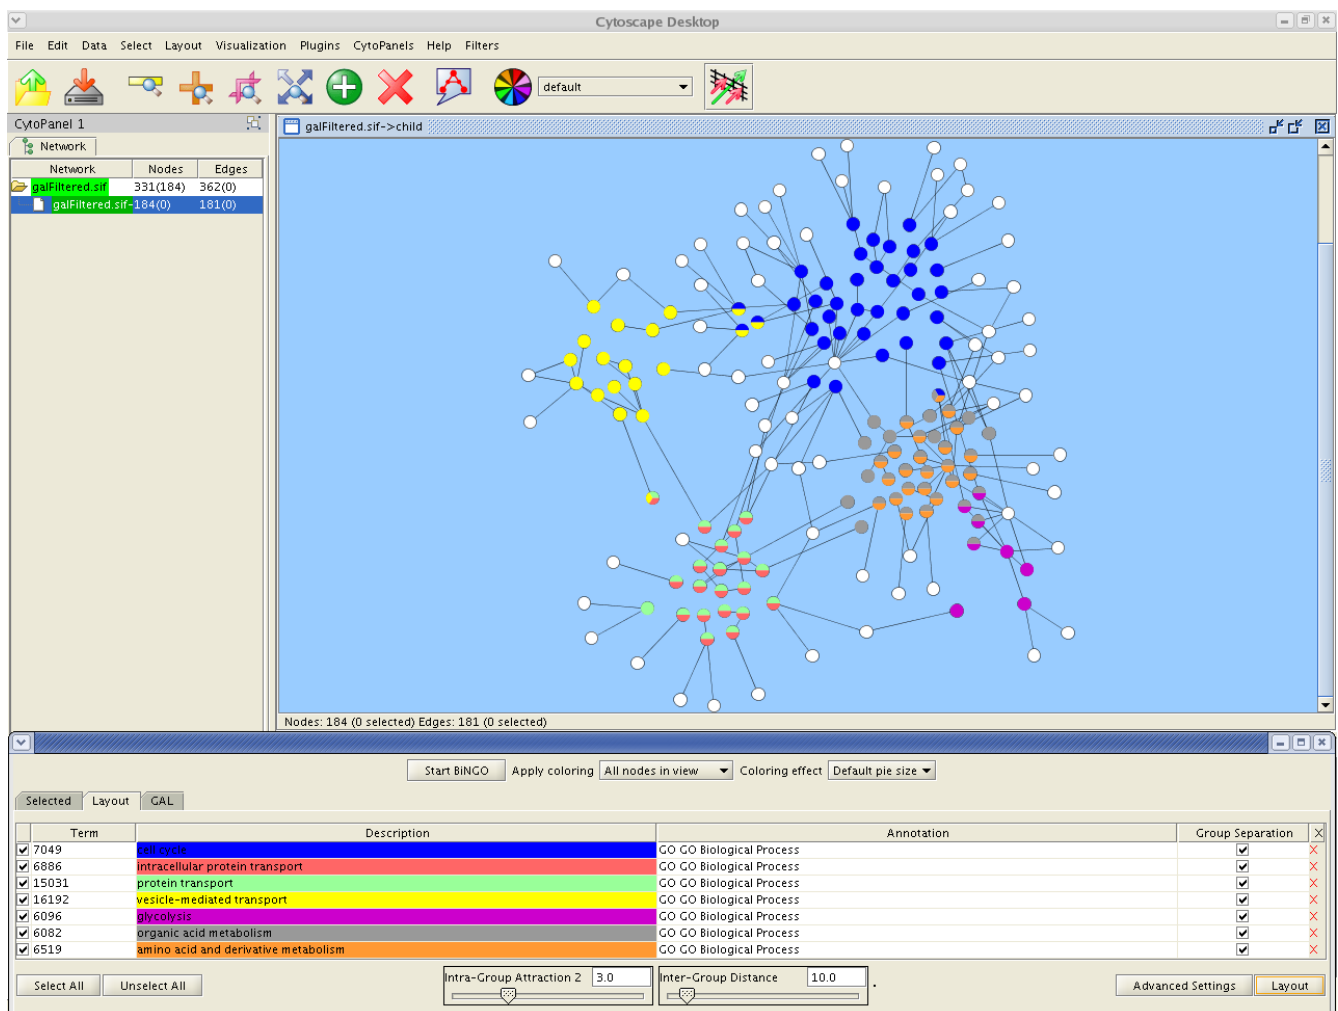 Cytoscape Desktop
File Edit Data Select Layout Visualization Plugins CytoPanels Help Filters
default
CytoPanel 1
galFiltered.sif->child
Network
Network Nodes Edges
galFiltered.sif 331(184) 362(0)
galFiltered.sif- 184(0) 181(0)
Nodes: 184 (0 selected) Edges: 181 (0 selected)
Start BiNGO Apply coloring All nodes in view Coloring effect Default pie size
Selected Layout GAL
Term Description Annotation Group Separation X
7049 cell cycle GO GO Biological Process X
6886 intracellular protein transport GO GO Biological Process X
15031 protein transport GO GO Biological Process X
16192 vesicle-mediated transport GO GO Biological Process X
6096 glycolysis GO GO Biological Process X
6082 organic acid metabolism GO GO Biological Process X
6519 amino acid and derivative metabolism GO GO Biological Process X
Select All Unselect All Intra-Group Attraction 2 3.0 Inter-Group Distance 10.0 . Advanced Settings Layout